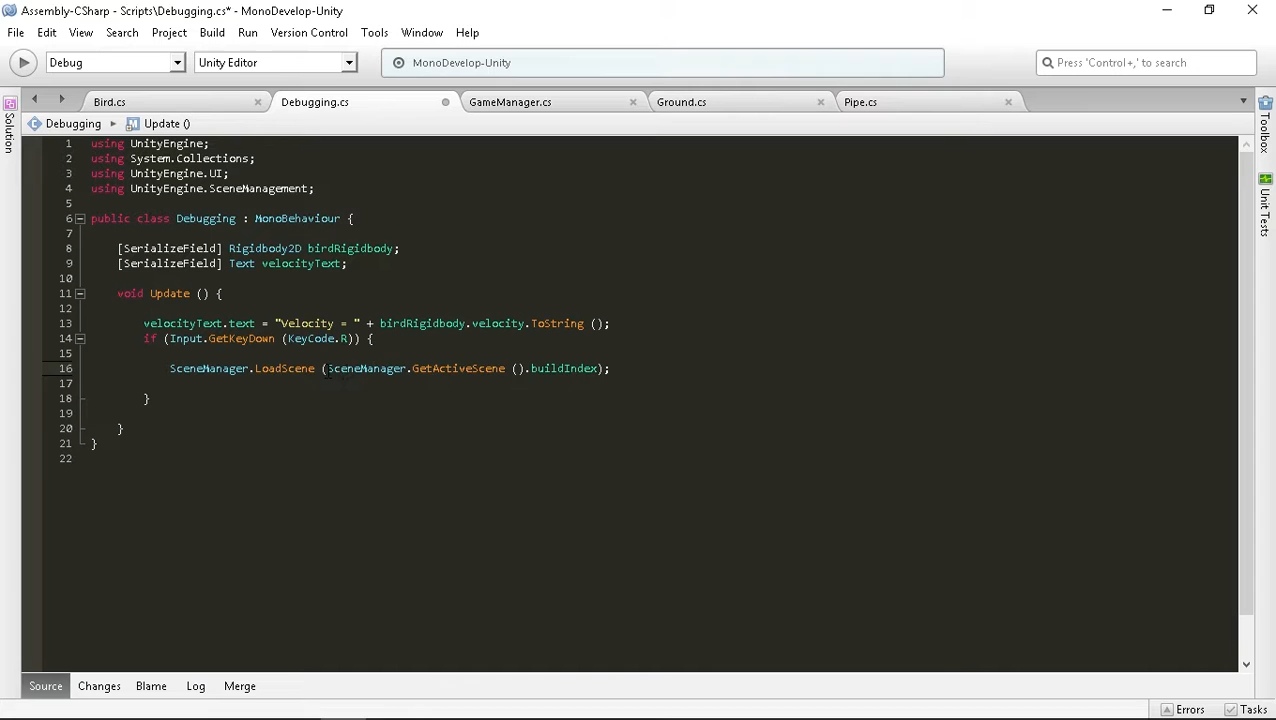 Assembly-CSharp - Scripts\Debugging.cs* - MonoDevelop-Unity
File Edit View Search Project Build Run Version Control Tools Window Help
Debug Unity Editor MonoDevelop-Unity Press 'Control+,' to search
Bird.cs Debugging.cs GameManager.cs Ground.cs Pipe.cs
Debugging Update ()
Solution
Toolbox
Unit Tests
1 using UnityEngine;
2 using System.Collections;
3 using UnityEngine.UI;
4 using UnityEngine.SceneManagement;
5
6 public class Debugging : MonoBehaviour {
7
8 [SerializeField] Rigidbody2D birdRigidbody;
9 [SerializeField] Text velocityText;
10
11 void Update () {
12
13 velocityText.text = "Velocity = " + birdRigidbody.velocity.ToString ();
14 if (Input.GetKeyDown (KeyCode.R)) {
15
16 SceneManager.LoadScene (SceneManager.GetActiveScene ().buildIndex);
17
18 }
19
20 }
21 }
22
Source Changes Blame Log Merge
Errors Tasks